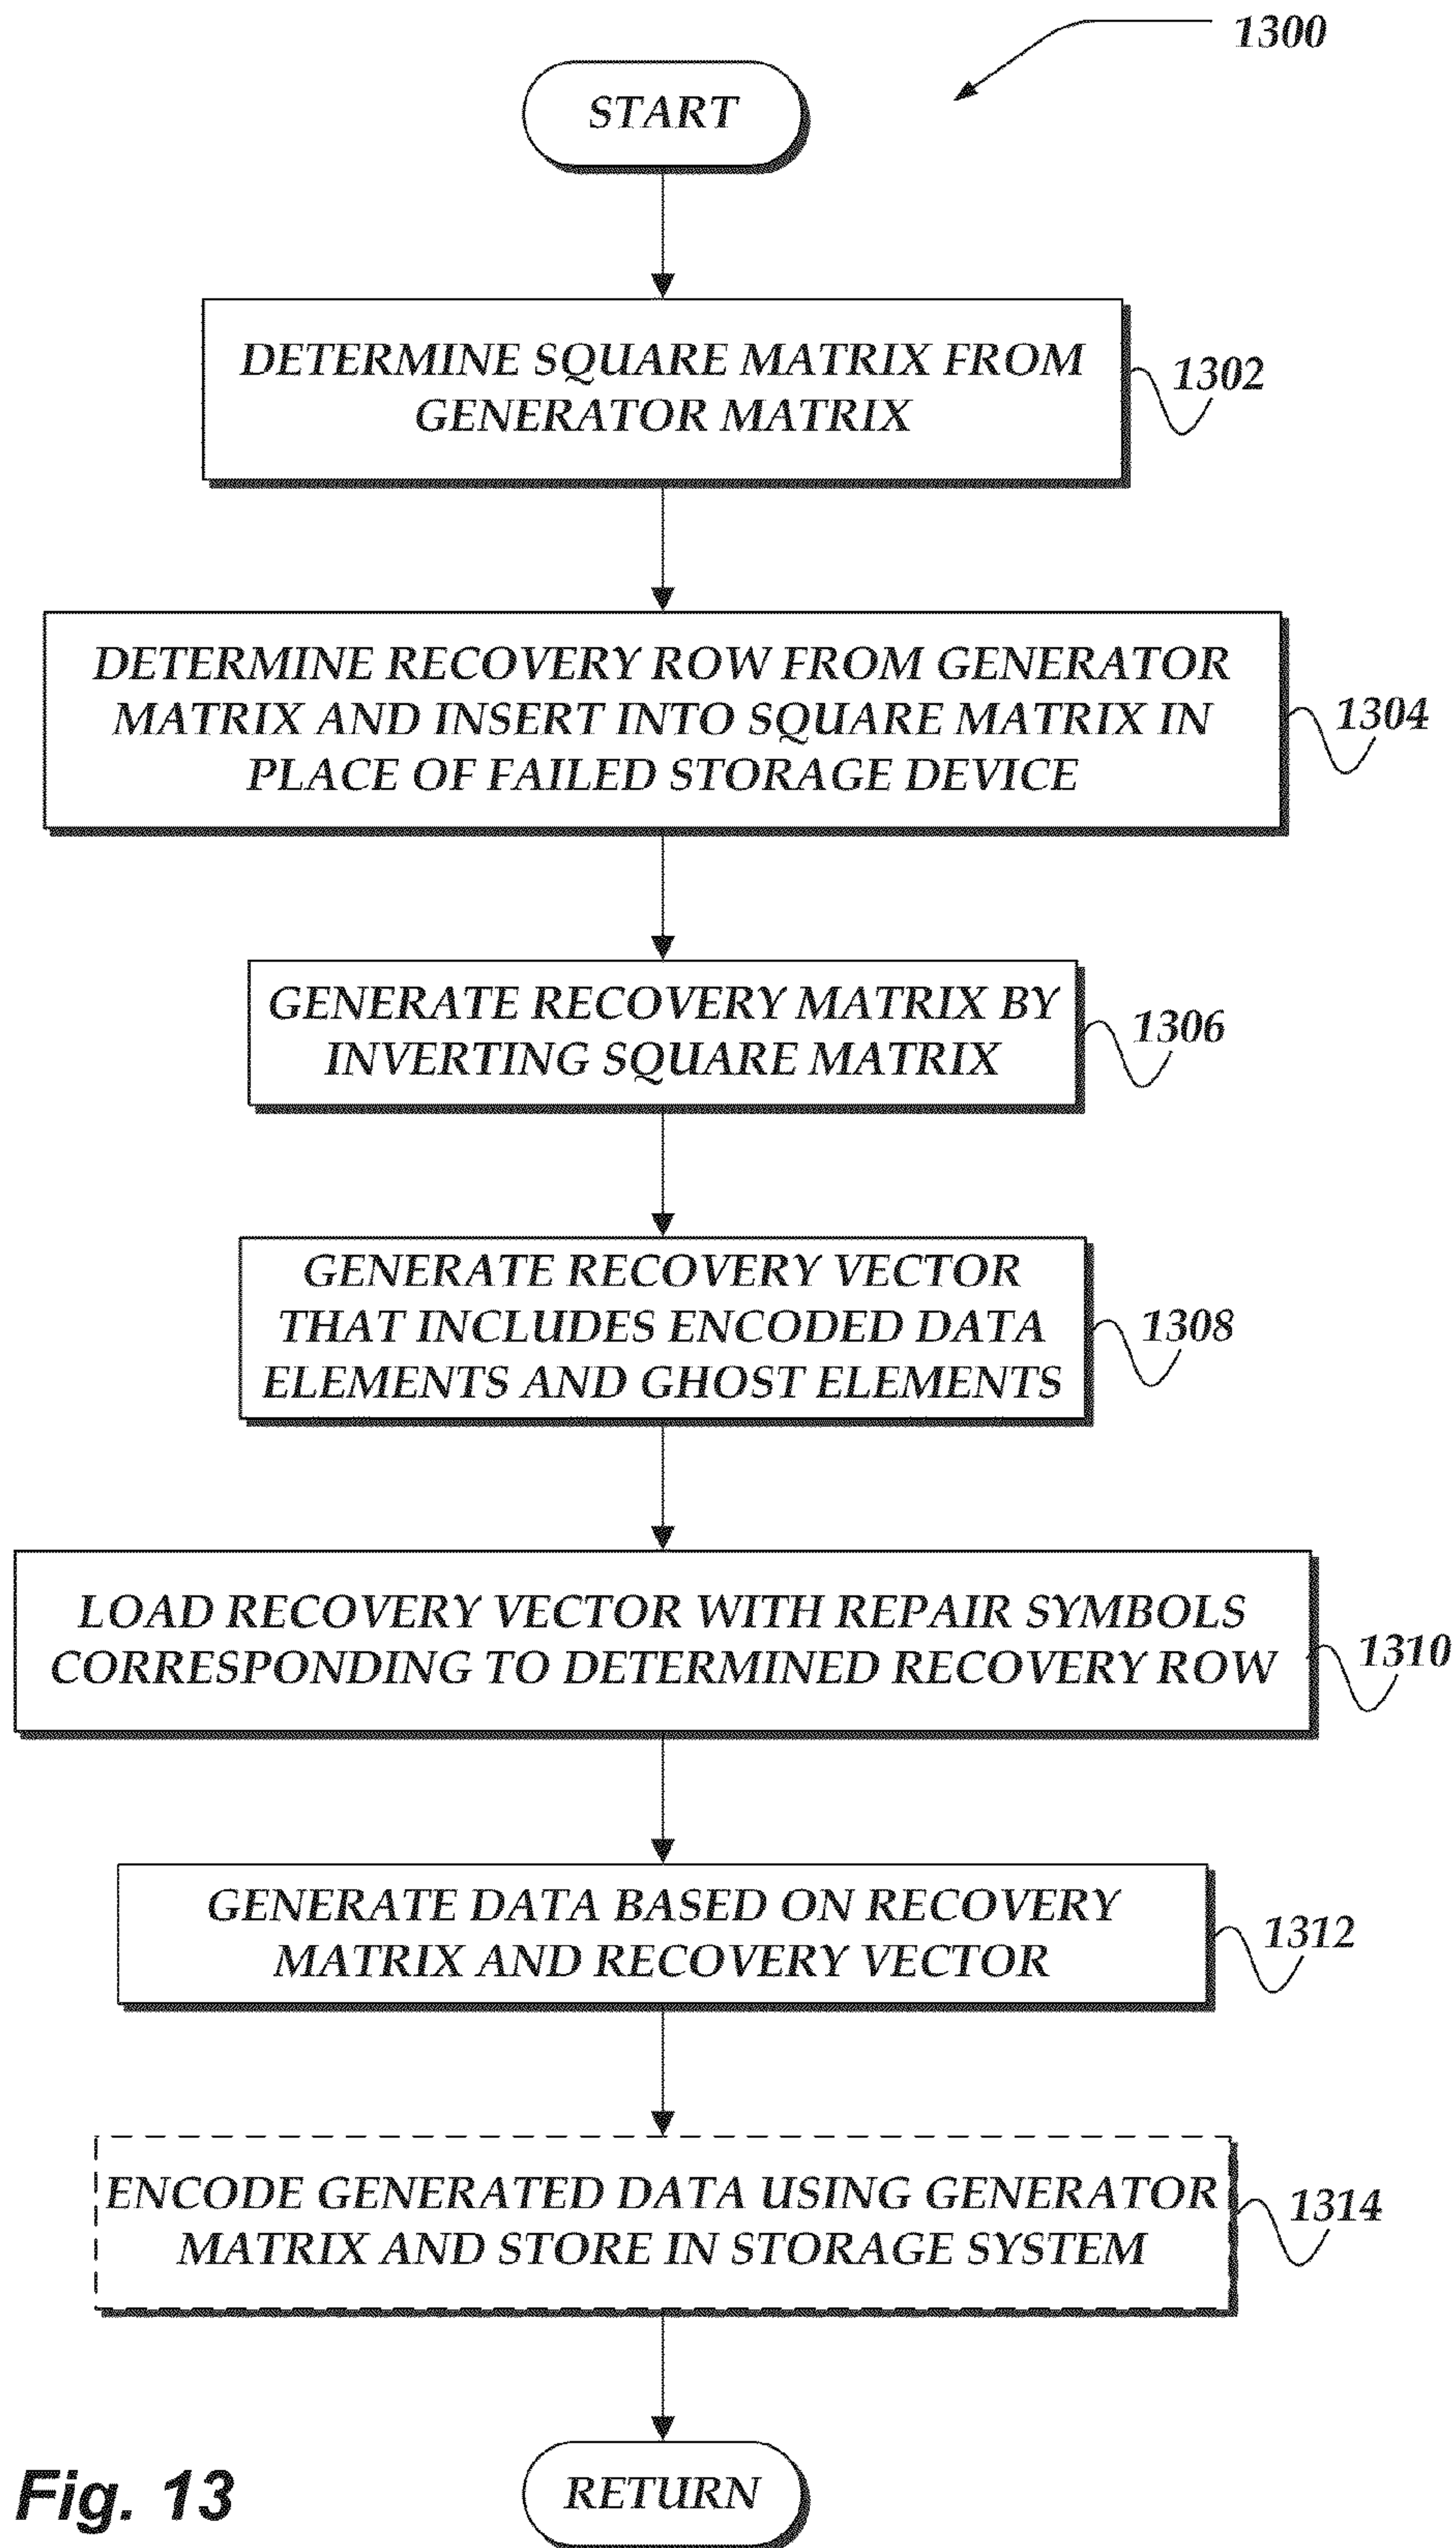 1300
START
DETERMINE SQUARE MATRIX FROM
GENERATOR MATRIX
1302
DETERMINE RECOVERY ROW FROM GENERATOR
MATRIX AND INSERT INTO SQUARE MATRIX IN
PLACE OF FAILED STORAGE DEVICE
1304
GENERATE RECOVERY MATRIX BY
INVERTING SQUARE MATRIX
1306
GENERATE RECOVERY VECTOR
THAT INCLUDES ENCODED DATA
ELEMENTS AND GHOST ELEMENTS
1308
LOAD RECOVERY VECTOR WITH REPAIR SYMBOLS
CORRESPONDING TO DETERMINED RECOVERY ROW
1310
GENERATE DATA BASED ON RECOVERY
MATRIX AND RECOVERY VECTOR
1312
ENCODE GENERATED DATA USING GENERATOR
MATRIX AND STORE IN STORAGE SYSTEM
1314
RETURN
Fig. 13